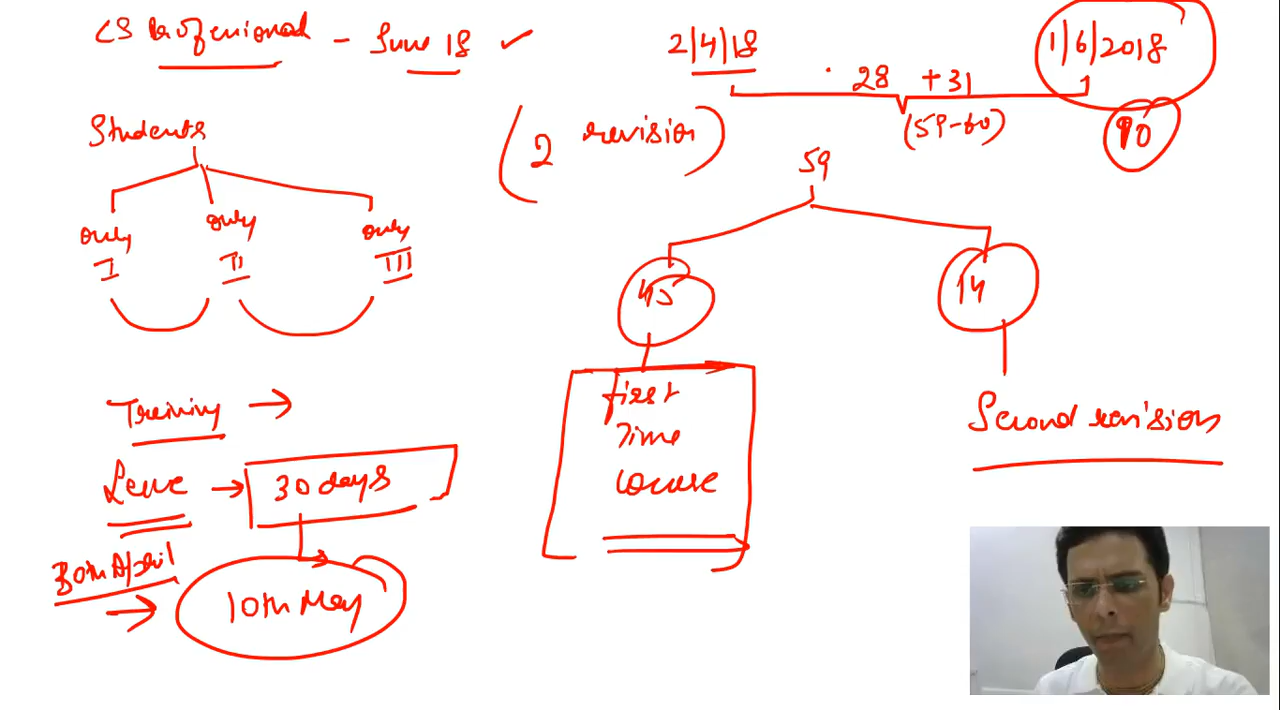 CS Professional - June 18
2/4/18
1/6/2018
28 +31
(59-60)
90
(2 revision)
Students
only I
only II
only III
59
45
14
First
Time
course
Second revision
Training →
Leave → 30 days
30th April
→ 10th May